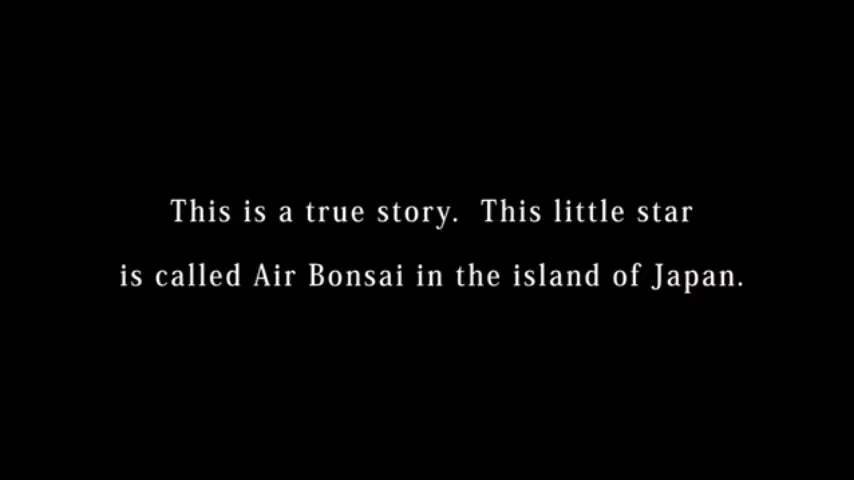 This is a true story.  This little star
is called Air Bonsai in the island of Japan.